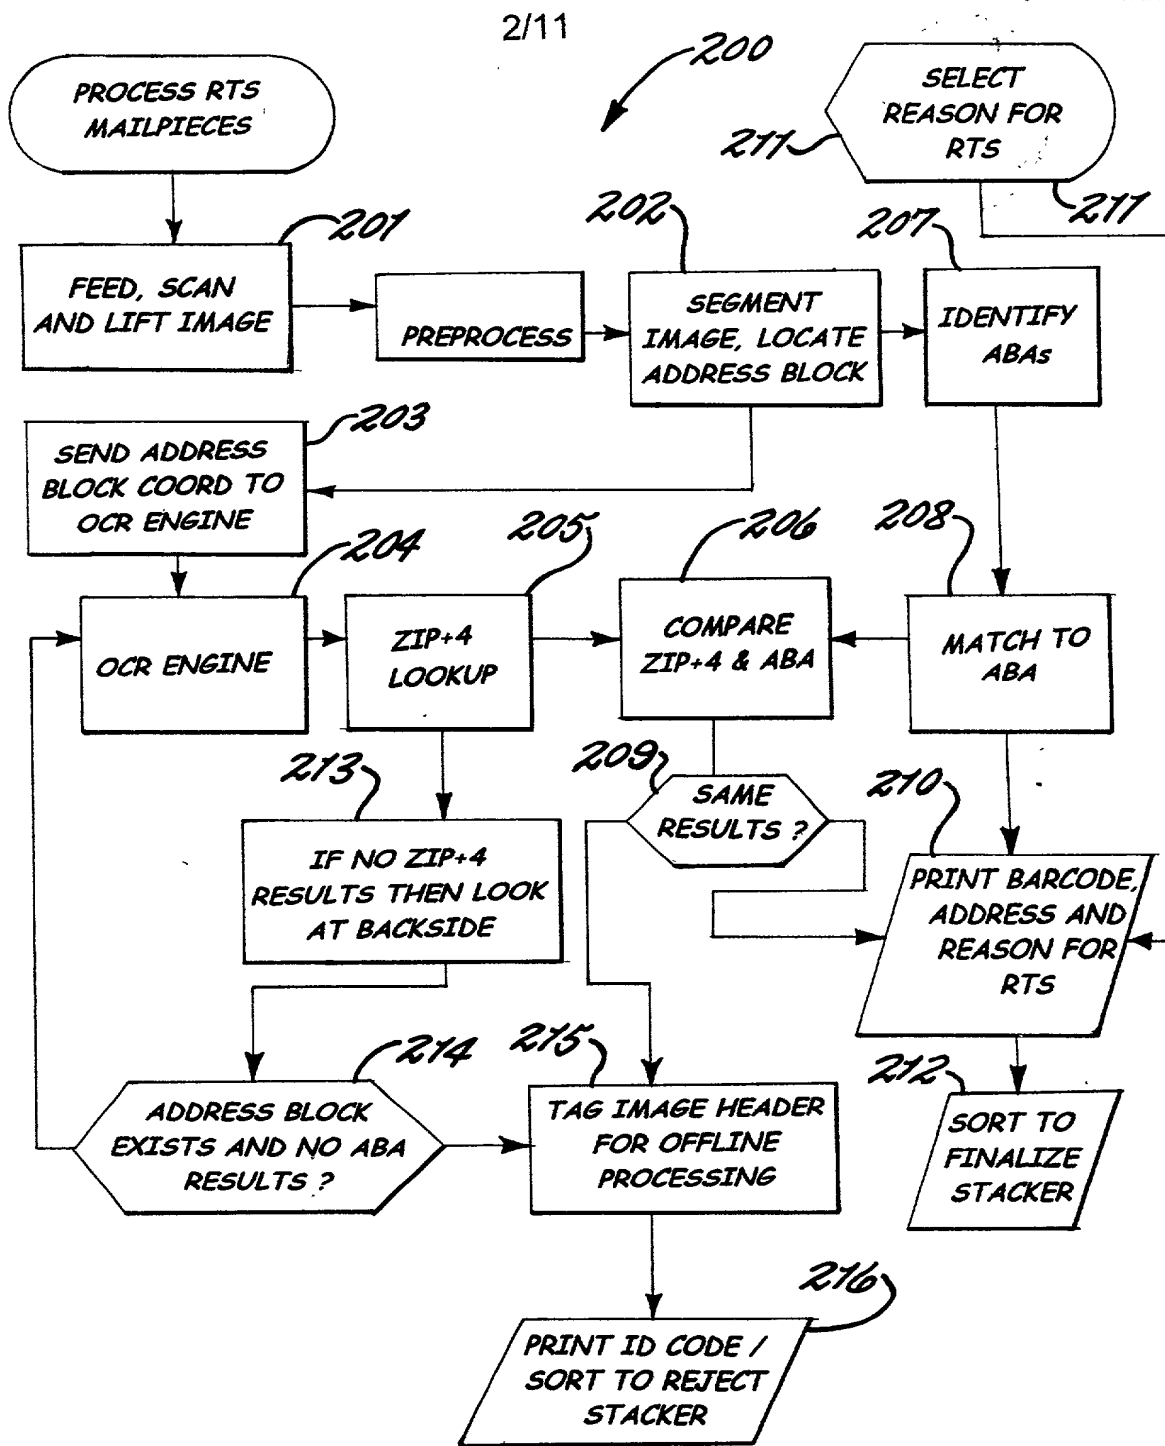 2/11
200
PROCESS RTS
MAILPIECES
SELECT
REASON FOR
RTS
211
211
201
FEED, SCAN
AND LIFT IMAGE
PREPROCESS
202
SEGMENT
IMAGE, LOCATE
ADDRESS BLOCK
207
IDENTIFY
ABAs
203
SEND ADDRESS
BLOCK COORD TO
OCR ENGINE
204
OCR ENGINE
205
ZIP+4
LOOKUP
206
COMPARE
ZIP+4 & ABA
208
MATCH TO
ABA
213
IF NO ZIP+4
RESULTS THEN LOOK
AT BACKSIDE
209
SAME
RESULTS ?
210
PRINT BARCODE,
ADDRESS AND
REASON FOR
RTS
214
ADDRESS BLOCK
EXISTS AND NO ABA
RESULTS ?
215
TAG IMAGE HEADER
FOR OFFLINE
PROCESSING
212
SORT TO
FINALIZE
STACKER
216
PRINT ID CODE /
SORT TO REJECT
STACKER